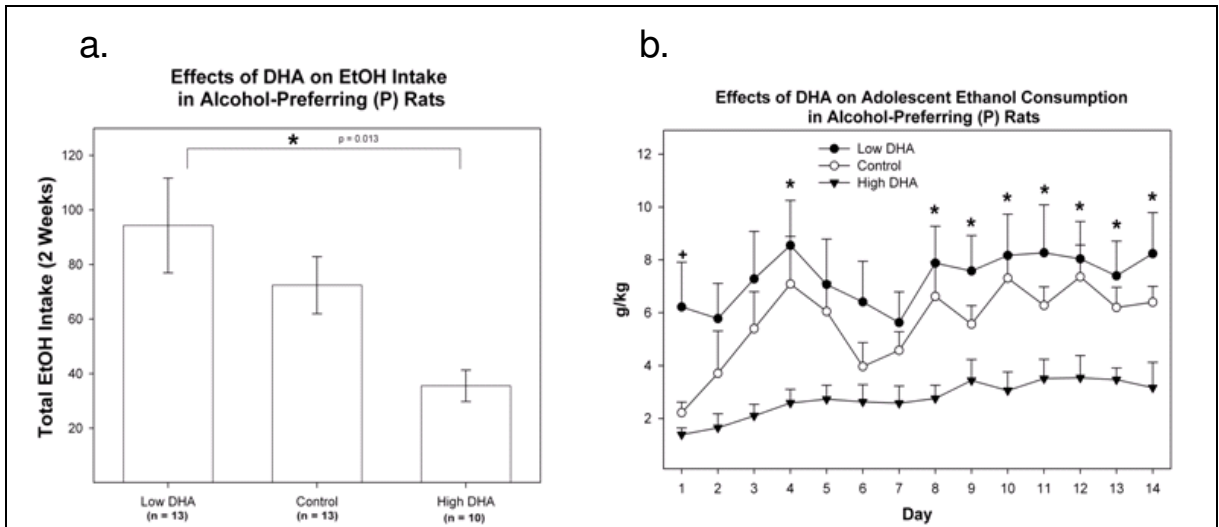 a.
Effects of DHA on EtOH Intake
in Alcohol-Preferring (P) Rats
* p = 0.013
Total EtOH Intake (2 Weeks)
120
100
80
60
40
20
Low DHA
(n = 13)
Control
(n = 13)
High DHA
(n = 10)
b.
Effects of DHA on Adolescent Ethanol Consumption
in Alcohol-Preferring (P) Rats
Low DHA
Control
High DHA
g/kg
12
10
8
6
4
2
+ * * * * * * * *
1 2 3 4 5 6 7 8 9 10 11 12 13 14
Day